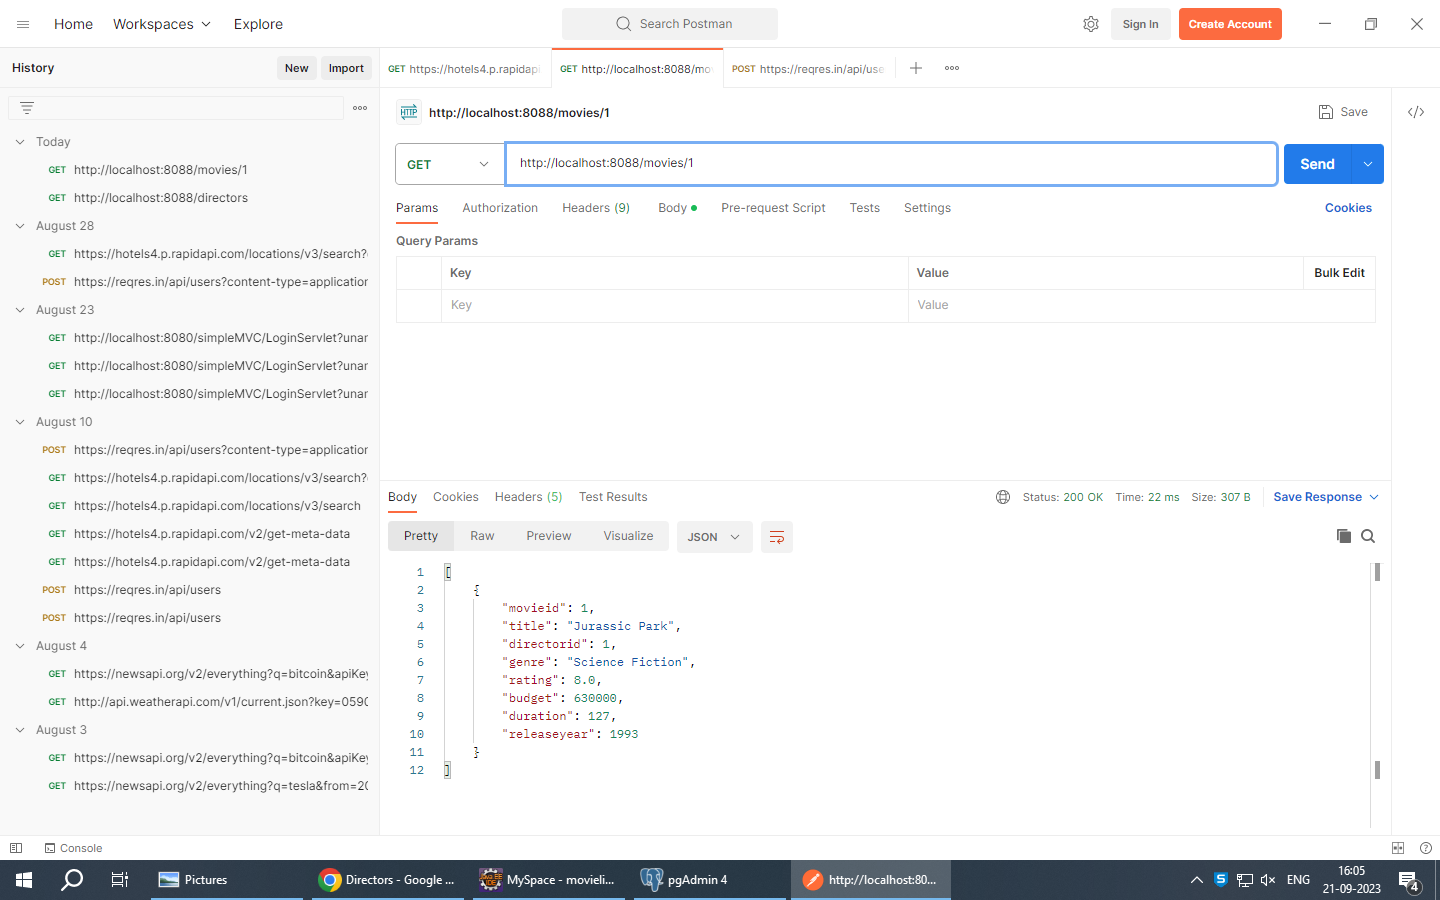 Home
Workspaces
Explore
Search Postman
Sign In
Create Account
History
New
Import
GET https://hotels4.p.rapidapi
GET http://localhost:8088/mo
POST https://reqres.in/api/use
Today
GET http://localhost:8088/movies/1
GET http://localhost:8088/directors
August 28
GET https://hotels4.p.rapidapi.com/locations/v3/search?
POST https://reqres.in/api/users?content-type=application
August 23
GET http://localhost:8080/simpleMVC/LoginServlet?unar
GET http://localhost:8080/simpleMVC/LoginServlet?unar
GET http://localhost:8080/simpleMVC/LoginServlet?unar
August 10
POST https://reqres.in/api/users?content-type=application
GET https://hotels4.p.rapidapi.com/locations/v3/search?
GET https://hotels4.p.rapidapi.com/locations/v3/search
GET https://hotels4.p.rapidapi.com/v2/get-meta-data
GET https://hotels4.p.rapidapi.com/v2/get-meta-data
POST https://reqres.in/api/users
POST https://reqres.in/api/users
August 4
GET https://newsapi.org/v2/everything?q=bitcoin&apiKey
GET http://api.weatherapi.com/v1/current.json?key=0590
August 3
GET https://newsapi.org/v2/everything?q=bitcoin&apiKey
GET https://newsapi.org/v2/everything?q=tesla&from=20
HTTP http://localhost:8088/movies/1
Save
GET
http://localhost:8088/movies/1
Send
Params
Authorization
Headers (9)
Body
Pre-request Script
Tests
Settings
Cookies
Query Params
Key
Value
Bulk Edit
Key
Value
Body
Cookies
Headers (5)
Test Results
Status: 200 OK
Time: 22 ms
Size: 307 B
Save Response
Pretty
Raw
Preview
Visualize
JSON
1 [
2 {
3 "movieid": 1,
4 "title": "Jurassic Park",
5 "directorid": 1,
6 "genre": "Science Fiction",
7 "rating": 8.0,
8 "budget": 630000,
9 "duration": 127,
10 "releaseyear": 1993
11 }
12 ]
Console
Pictures
Directors - Google ...
MySpace - movieli...
pgAdmin 4
http://localhost:80...
ENG
16:05
21-09-2023
4